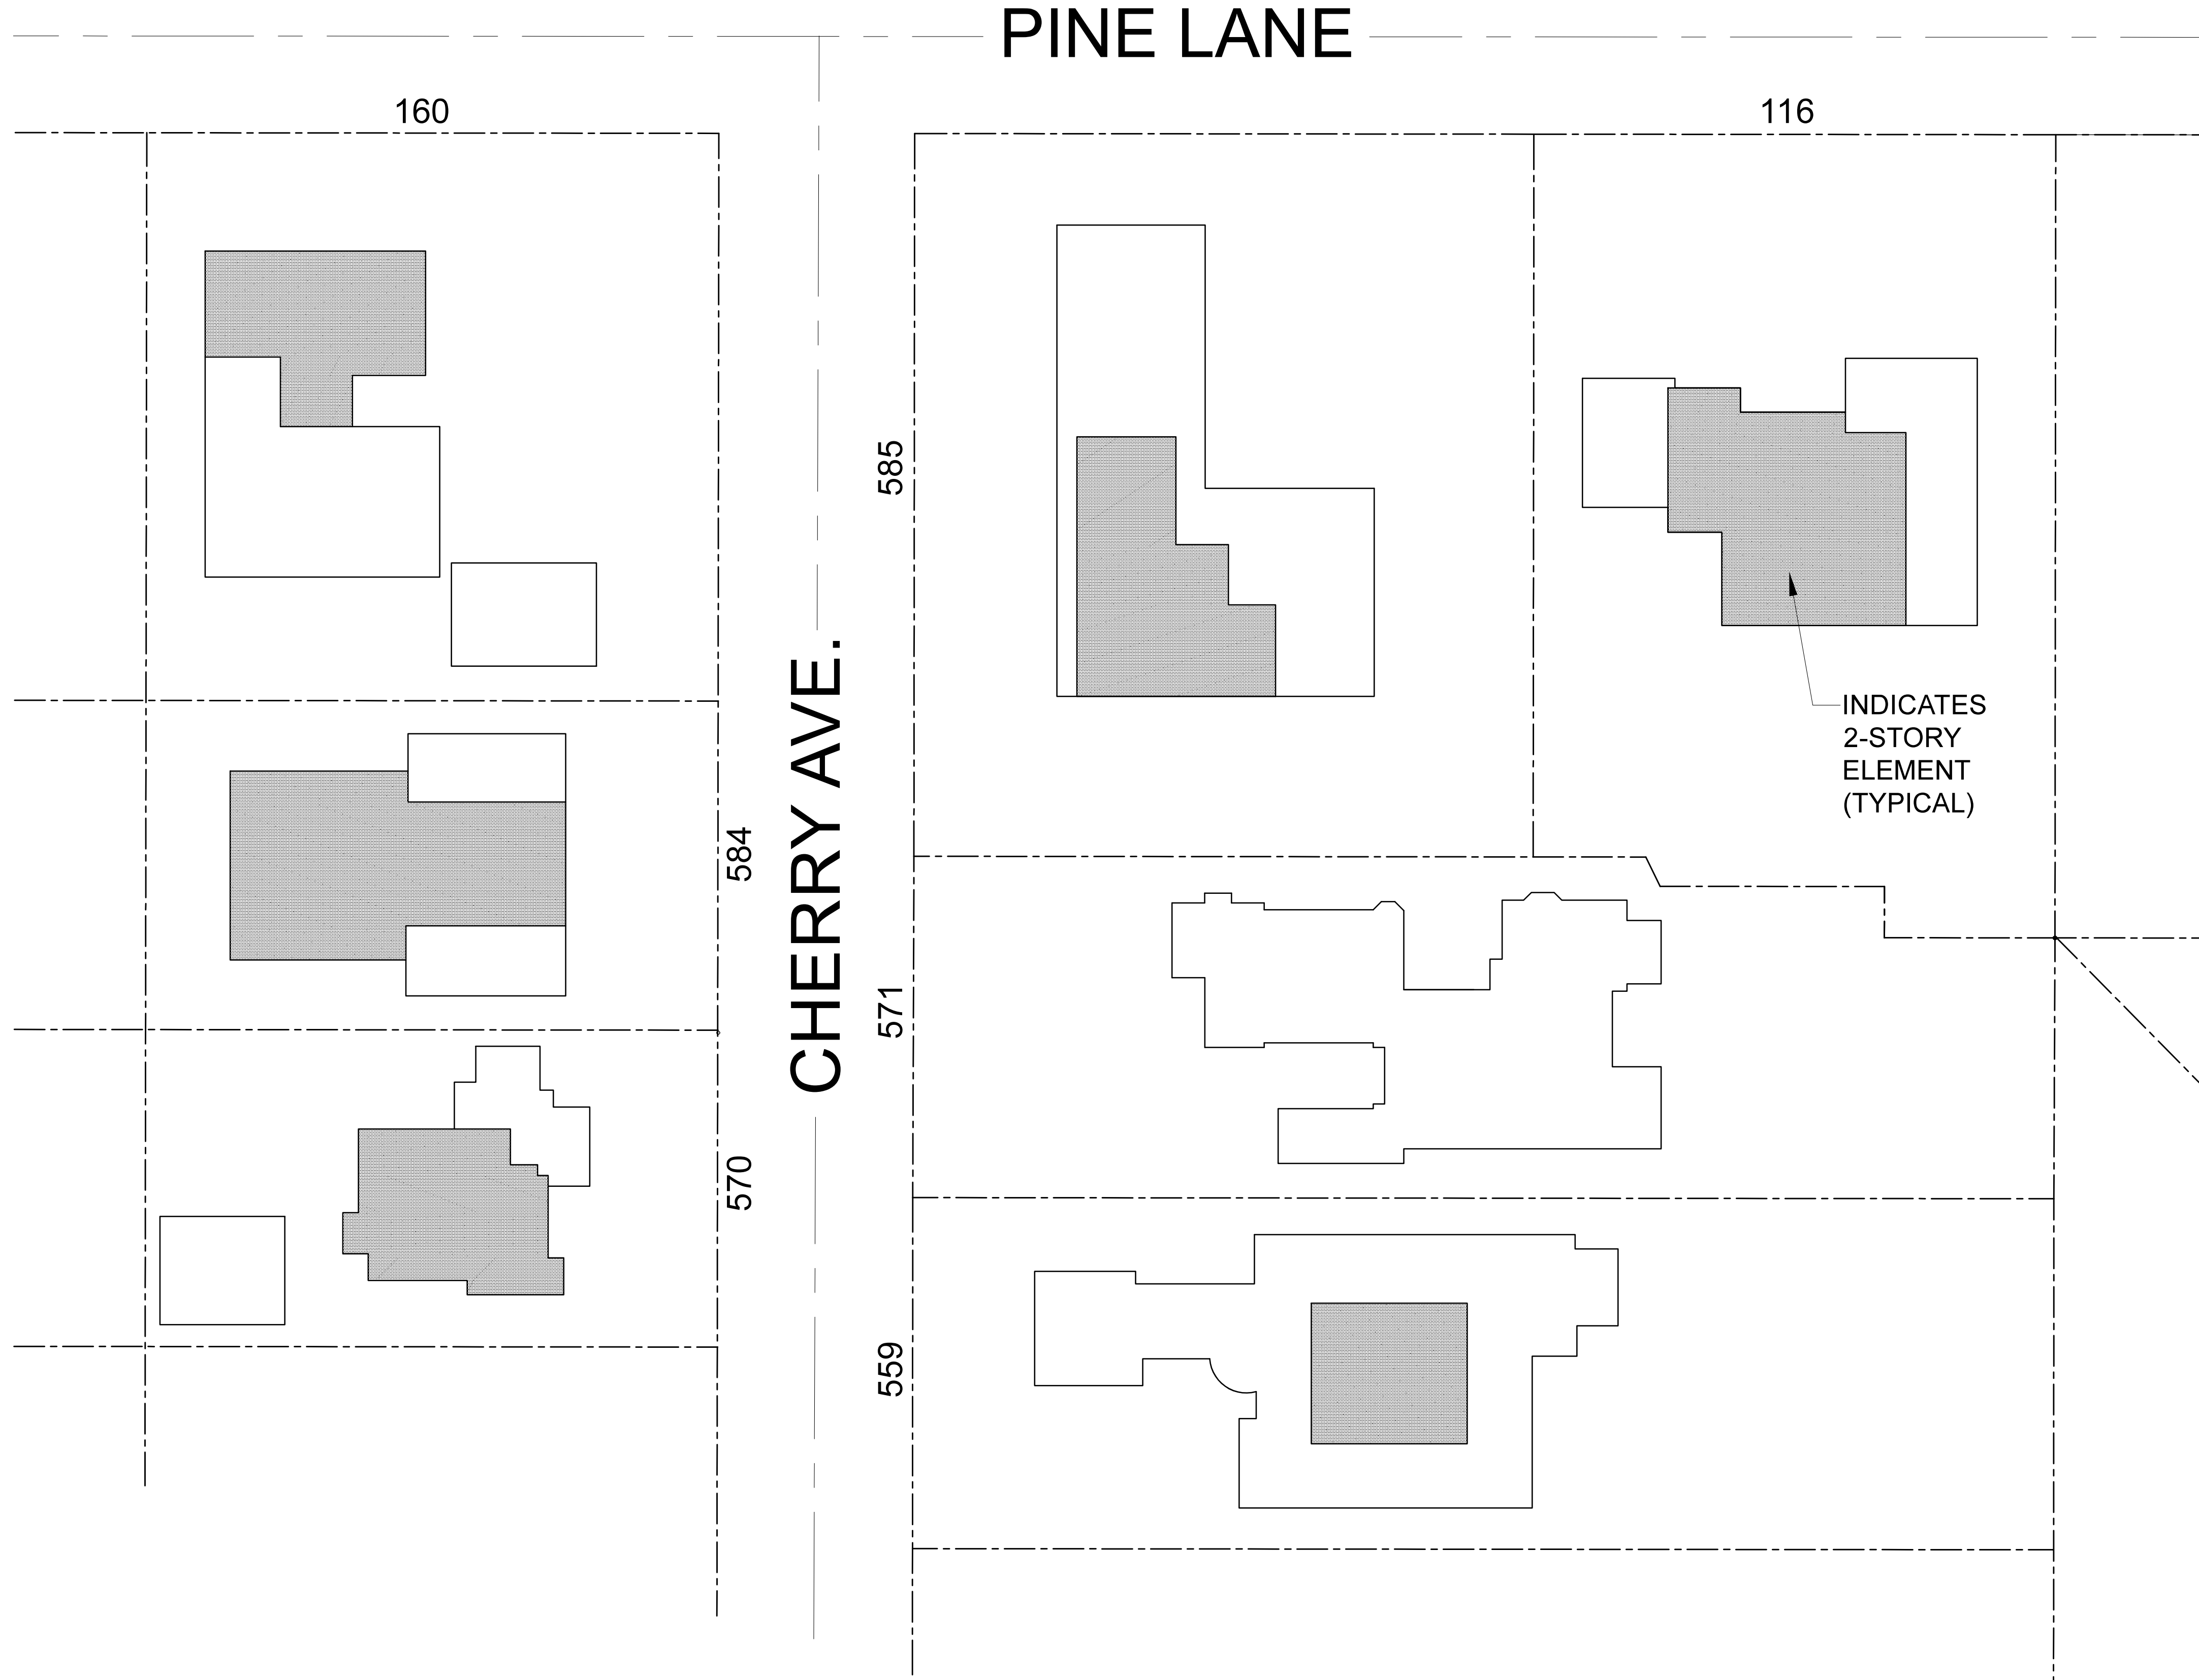 PINE LANE
160
116
585
CHERRY AVE.
INDICATES
2-STORY
ELEMENT
(TYPICAL)
584
571
570
559